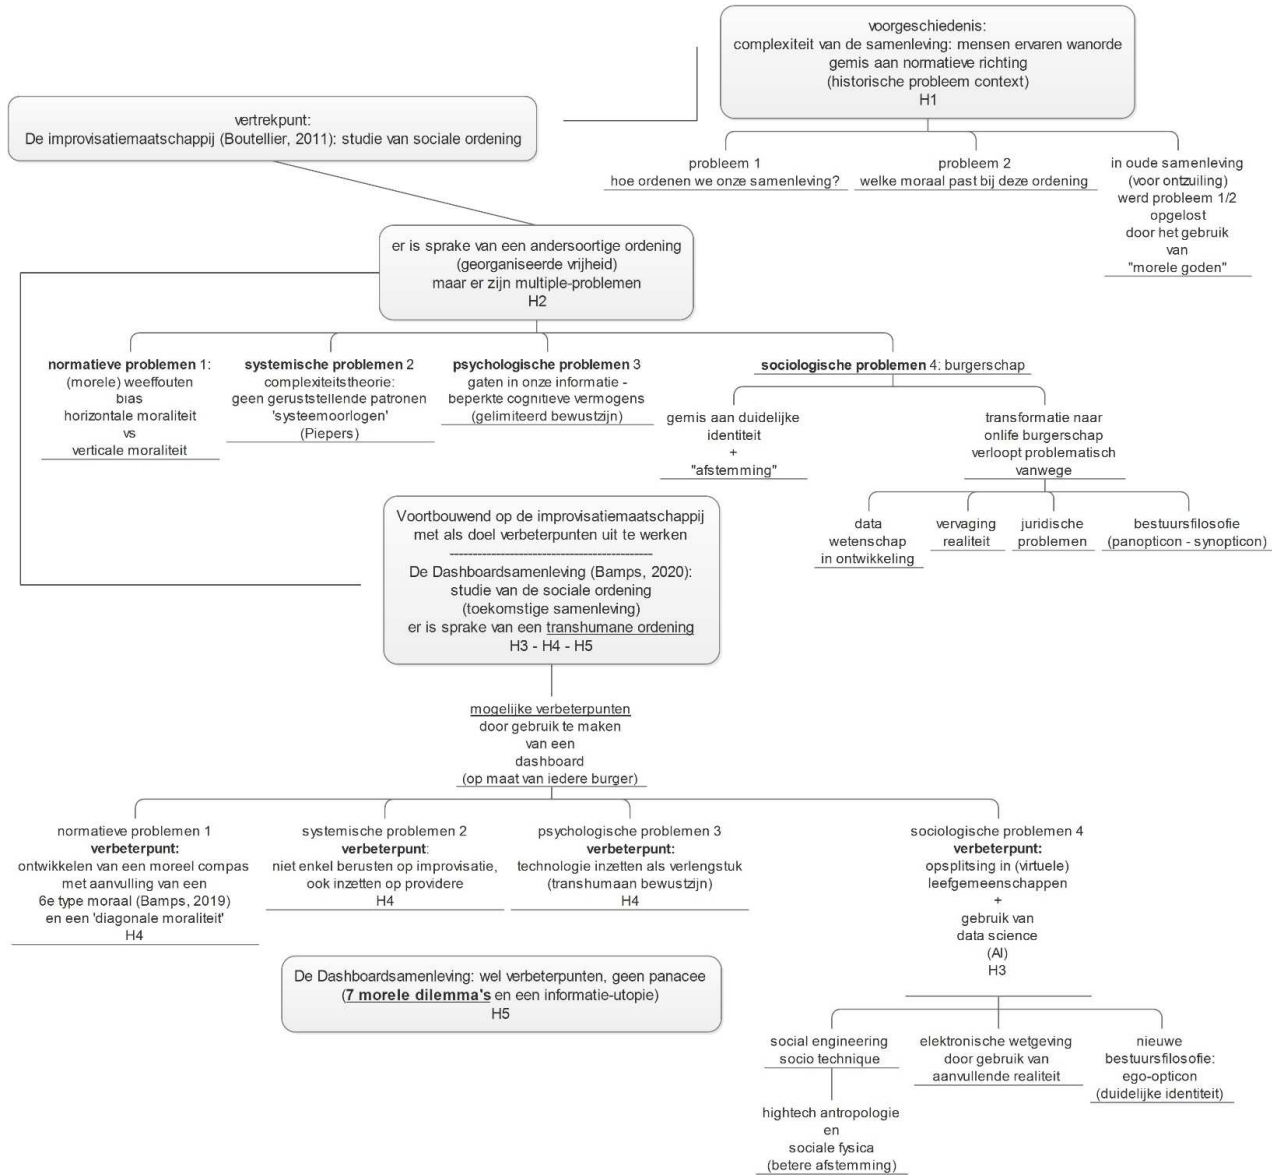 voorgeschiedenis:
complexiteit van de samenleving: mensen ervaren wanorde
gemis aan normatieve richting
(historische probleem context)
H1
vertrekpunt:
De improvisatiemaatschappij (Boutellier, 2011): studie van sociale ordening
probleem 1
hoe ordenen we onze samenleving?
probleem 2
welke moraal past bij deze ordening
in oude samenleving
(voor ontzuiling)
werd probleem 1/2
opgelost
door het gebruik
van
"morele goden"
er is sprake van een andersoortige ordening
(georganiseerde vrijheid)
maar er zijn multiple-problemen
H2
normatieve problemen 1:
(morele) weeffouten
bias
horizontale moraliteit
vs
verticale moraliteit
systemische problemen 2
complexiteitstheorie:
geen geruststellende patronen
'systeemoorlogen'
(Piepers)
psychologische problemen 3
gaten in onze informatie -
beperkte cognitieve vermogens
(gelimiteerd bewustzijn)
sociologische problemen 4: burgerschap
gemis aan duidelijke
identiteit
+
"afstemming"
transformatie naar
onlife burgerschap
verloopt problematisch
vanwege
data
wetenschap
in ontwikkeling
vervaging
realiteit
juridische
problemen
bestuursfilosofie
(panopticon - synopticon)
Voortbouwend op de improvisatiemaatschappij
met als doel verbeterpunten uit te werken
--------------------------------------------
De Dashboardsamenleving (Bamps, 2020):
studie van de sociale ordening
(toekomstige samenleving)
er is sprake van een transhumane ordening
H3 - H4 - H5
mogelijke verbeterpunten
door gebruik te maken
van een
dashboard
(op maat van iedere burger)
normatieve problemen 1
verbeterpunt:
ontwikkelen van een moreel compas
met aanvulling van een
6e type moraal (Bamps, 2019)
en een 'diagonale moraliteit'
H4
systemische problemen 2
verbeterpunt:
niet enkel berusten op improvisatie,
ook inzetten op providere
H4
psychologische problemen 3
verbeterpunt:
technologie inzetten als verlengstuk
(transhumaan bewustzijn)
H4
sociologische problemen 4
verbeterpunt:
opsplitsing in (virtuele)
leefgemeenschappen
+
gebruik van
data science
(AI)
H3
De Dashboardsamenleving: wel verbeterpunten, geen panacee
(7 morele dilemma's en een informatie-utopie)
H5
social engineering
socio technique
elektronische wetgeving
door gebruik van
aanvullende realiteit
nieuwe
bestuursfilosofie:
ego-opticon
(duidelijke identiteit)
hightech antropologie
en
sociale fysica
(betere afstemming)